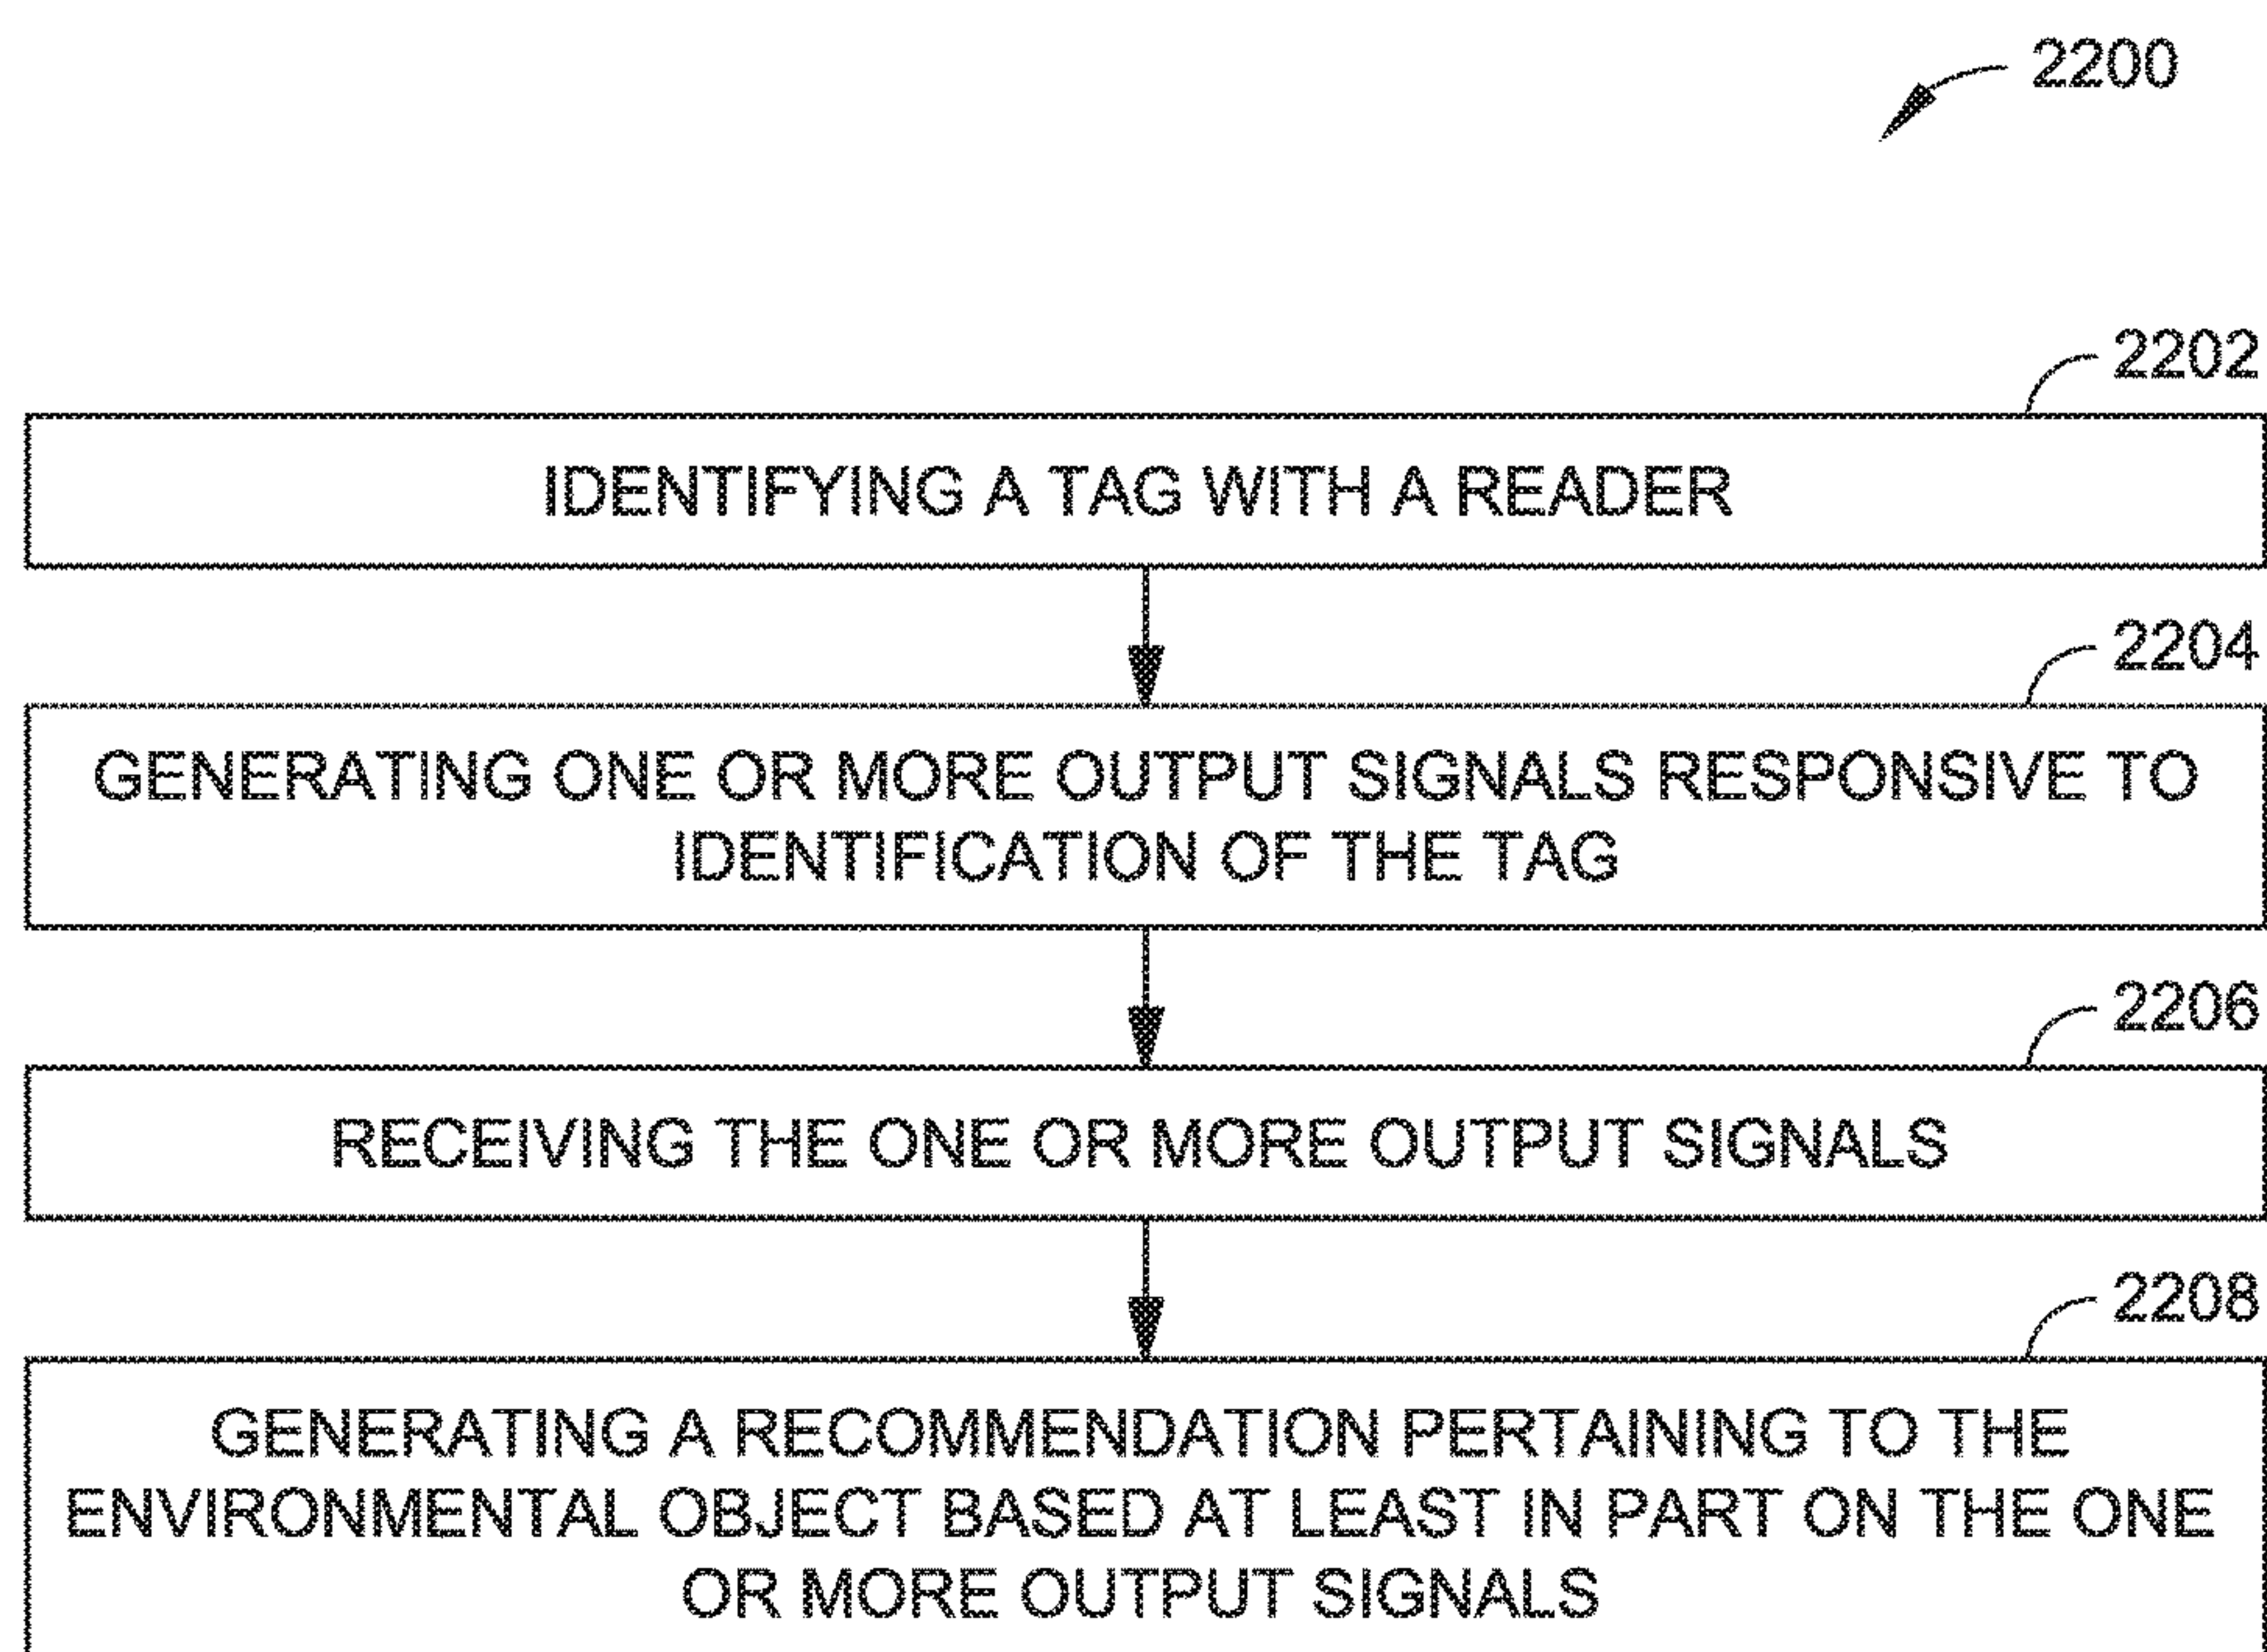 2200
2202
IDENTIFYING A TAG WITH A READER
2204
GENERATING ONE OR MORE OUTPUT SIGNALS RESPONSIVE TO
IDENTIFICATION OF THE TAG
2206
RECEIVING THE ONE OR MORE OUTPUT SIGNALS
2208
GENERATING A RECOMMENDATION PERTAINING TO THE
ENVIRONMENTAL OBJECT BASED AT LEAST IN PART ON THE ONE
OR MORE OUTPUT SIGNALS